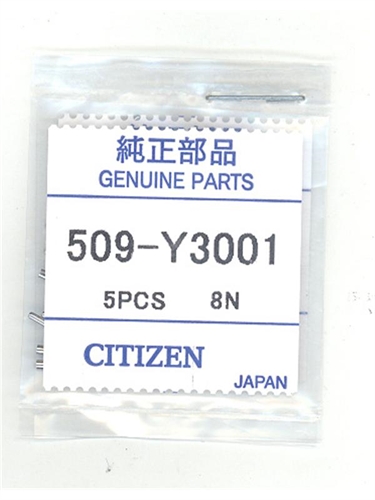 純正部品
GENUINE PARTS
509-Y3001
5PCS 8N
CITIZEN
JAPAN